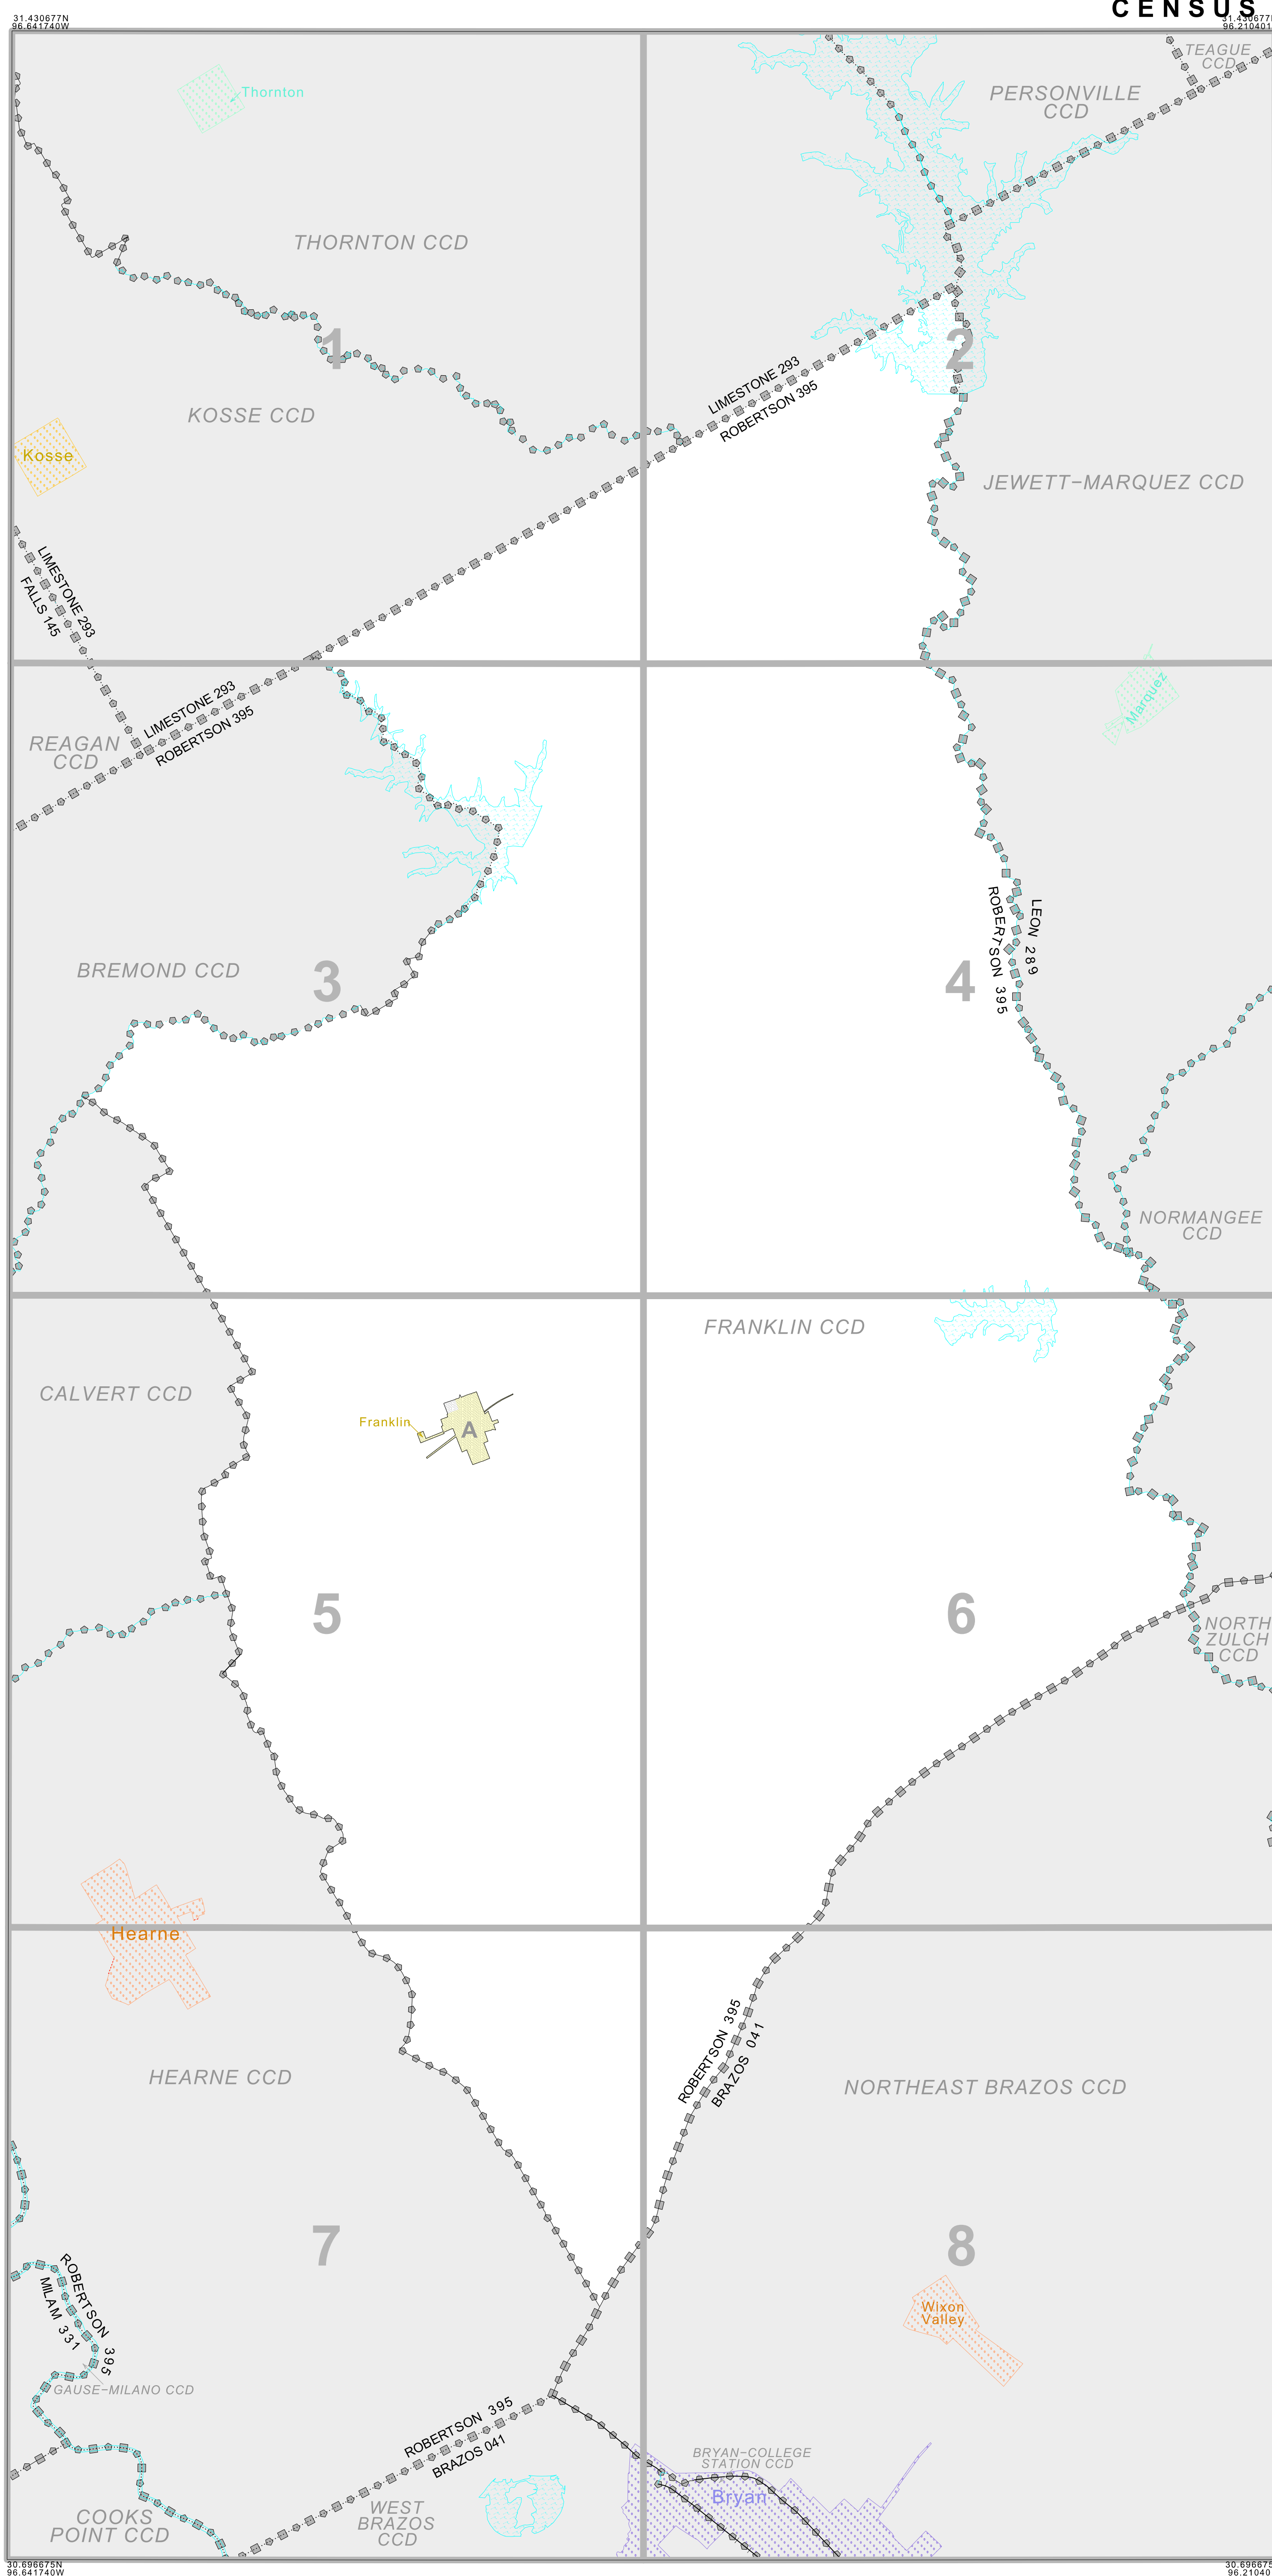 CENSUS
31.430677N
96.641740W
31.430677N
96.210401
TEAGUE
CCD
Thornton
PERSONVILLE
CCD
THORNTON CCD
1
2
LIMESTONE 293
ROBERTSON 395
KOSSE CCD
Kosse
JEWETT-MARQUEZ CCD
LIMESTONE 293
FALLS 145
Marquez
LIMESTONE 293
ROBERTSON 395
REAGAN
CCD
LEON 289
ROBERTSON 395
BREMOND CCD
3
4
NORMANGEE
CCD
FRANKLIN CCD
CALVERT CCD
Franklin
A
5
6
NORTH
ZULCH
CCD
Hearne
ROBERTSON 395
BRAZOS 041
HEARNE CCD
NORTHEAST BRAZOS CCD
7
8
ROBERTSON 395
MILAM 331
Wixon
Valley
GAUSE-MILANO CCD
ROBERTSON 395
BRAZOS 041
BRYAN-COLLEGE
STATION CCD
Bryan
COOKS
POINT CCD
WEST
BRAZOS
CCD
30.696675N
96.641740W
30.696675
96.21040